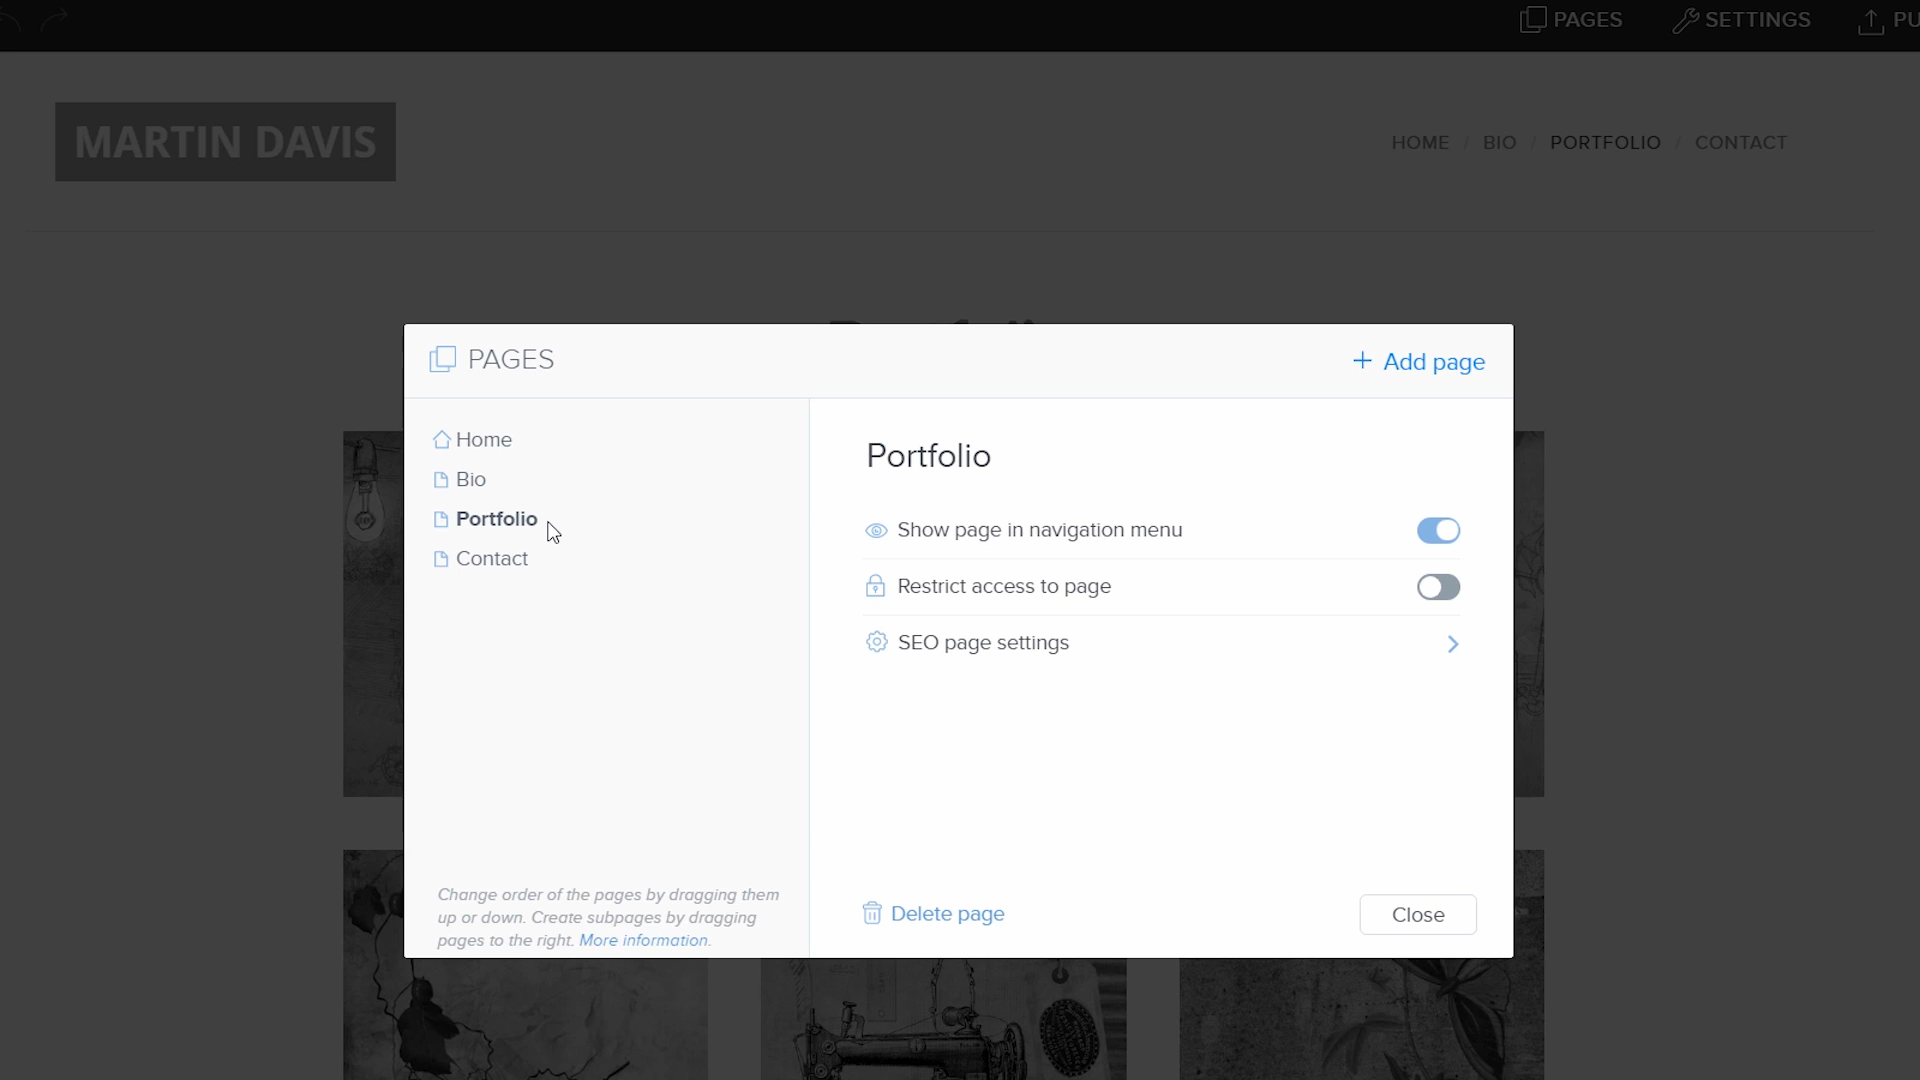 PAGES
SETTINGS
MARTIN DAVIS
HOME / BIO / PORTFOLIO / CONTACT
PAGES
+ Add page
Home
Bio
Portfolio
Contact
Portfolio
Show page in navigation menu
Restrict access to page
SEO page settings
Change order of the pages by dragging them
up or down. Create subpages by dragging
pages to the right. More information.
Delete page
Close